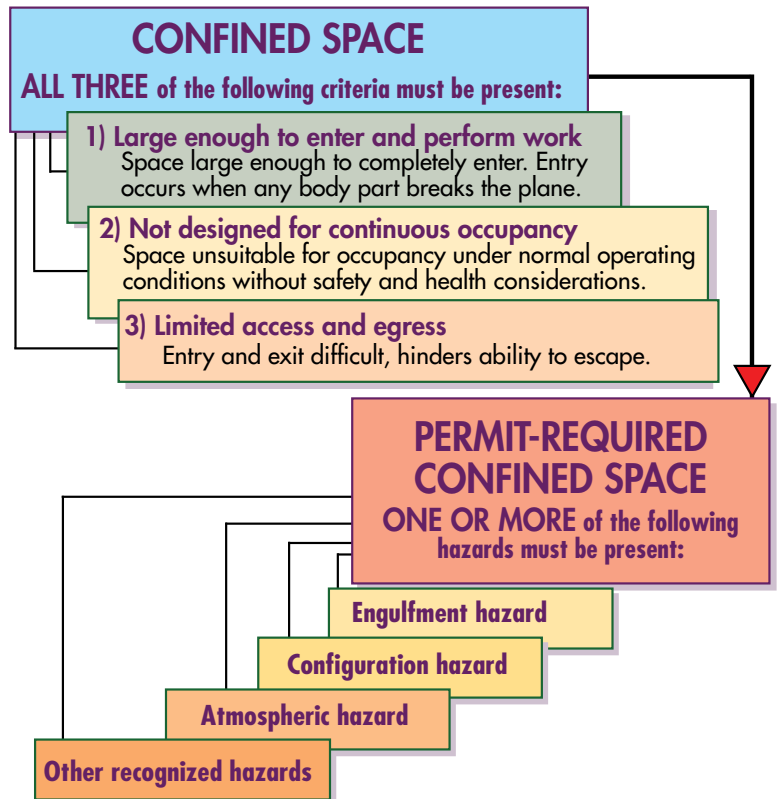 CONFINED SPACE
ALL THREE of the following criteria must be present:
1) Large enough to enter and perform work
Space large enough to completely enter. Entry
occurs when any body part breaks the plane.
2) Not designed for continuous occupancy
Space unsuitable for occupancy under normal operating
conditions without safety and health considerations.
3) Limited access and egress
Entry and exit difficult, hinders ability to escape.
PERMIT-REQUIRED
CONFINED SPACE
ONE OR MORE of the following
hazards must be present:
Engulfment hazard
Configuration hazard
Atmospheric hazard
Other recognized hazards